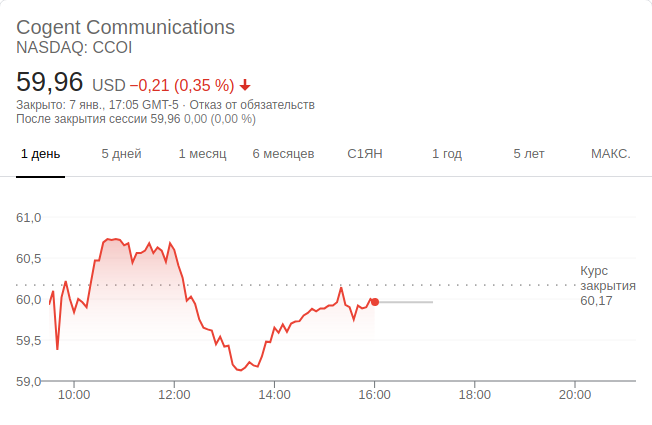 Cogent Communications
NASDAQ: CCOI
59,96 USD −0,21 (0,35 %)
Закрыто: 7 янв., 17:05 GMT-5 · Отказ от обязательств
После закрытия сессии 59,96 0,00 (0,00 %)
1 день 5 дней 1 месяц 6 месяцев С1ЯН 1 год 5 лет МАКС.
61,0
60,5
Курс
закрытия
60,17
60,0
59,5
59,0
10:00 12:00 14:00 16:00 18:00 20:00